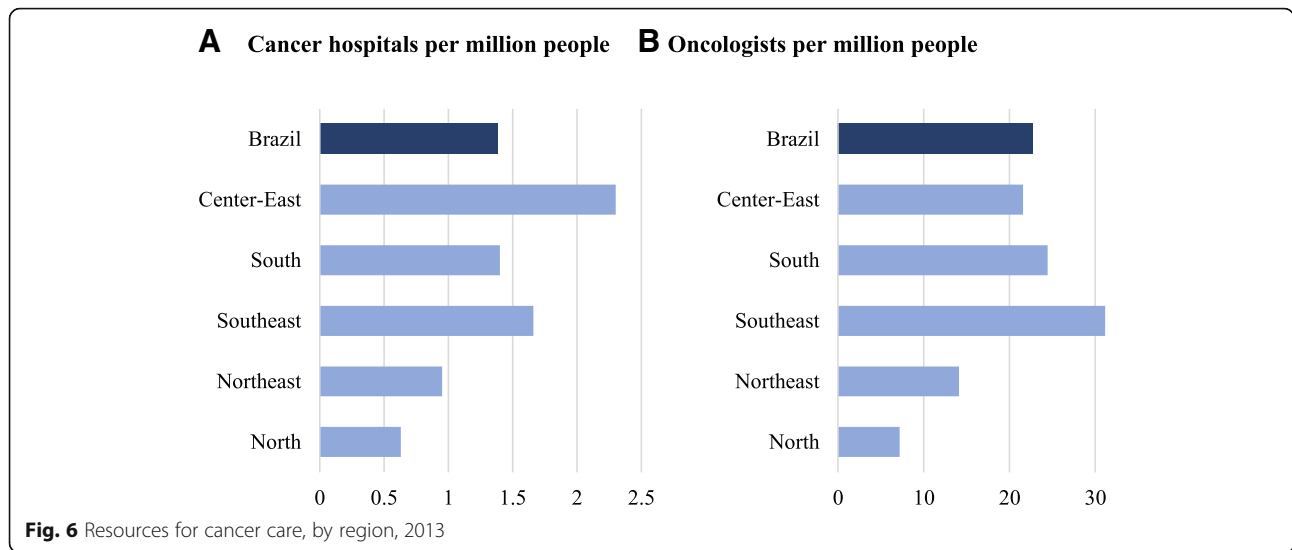 A Cancer hospitals per million people
Brazil
Center-East
South
Southeast
Northeast
North
0 0.5 1 1.5 2 2.5
B Oncologists per million people
Brazil
Center-East
South
Southeast
Northeast
North
0 10 20 30
Fig. 6 Resources for cancer care, by region, 2013